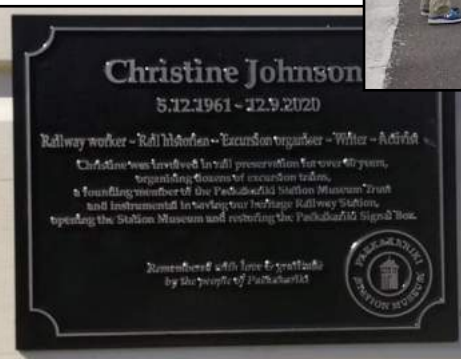 Christine Johnson
5.12.1961 ~ 12.9.2020
Railway worker ~ Rail historian ~ Excursion organiser ~ Writer ~ Activist
Christine was involved in rail preservation for over 40 years,
organising dozens of excursion trains,
a founding member of the Paekakariki Station Museum Trust
and instrumental in saving our heritage Railway Station,
opening the Station Museum and restoring the Paekakariki Signal Box.
Remembered with love & gratitude
by the people of Paekakariki
PAEKAKARIKI
STATION MUSEUM